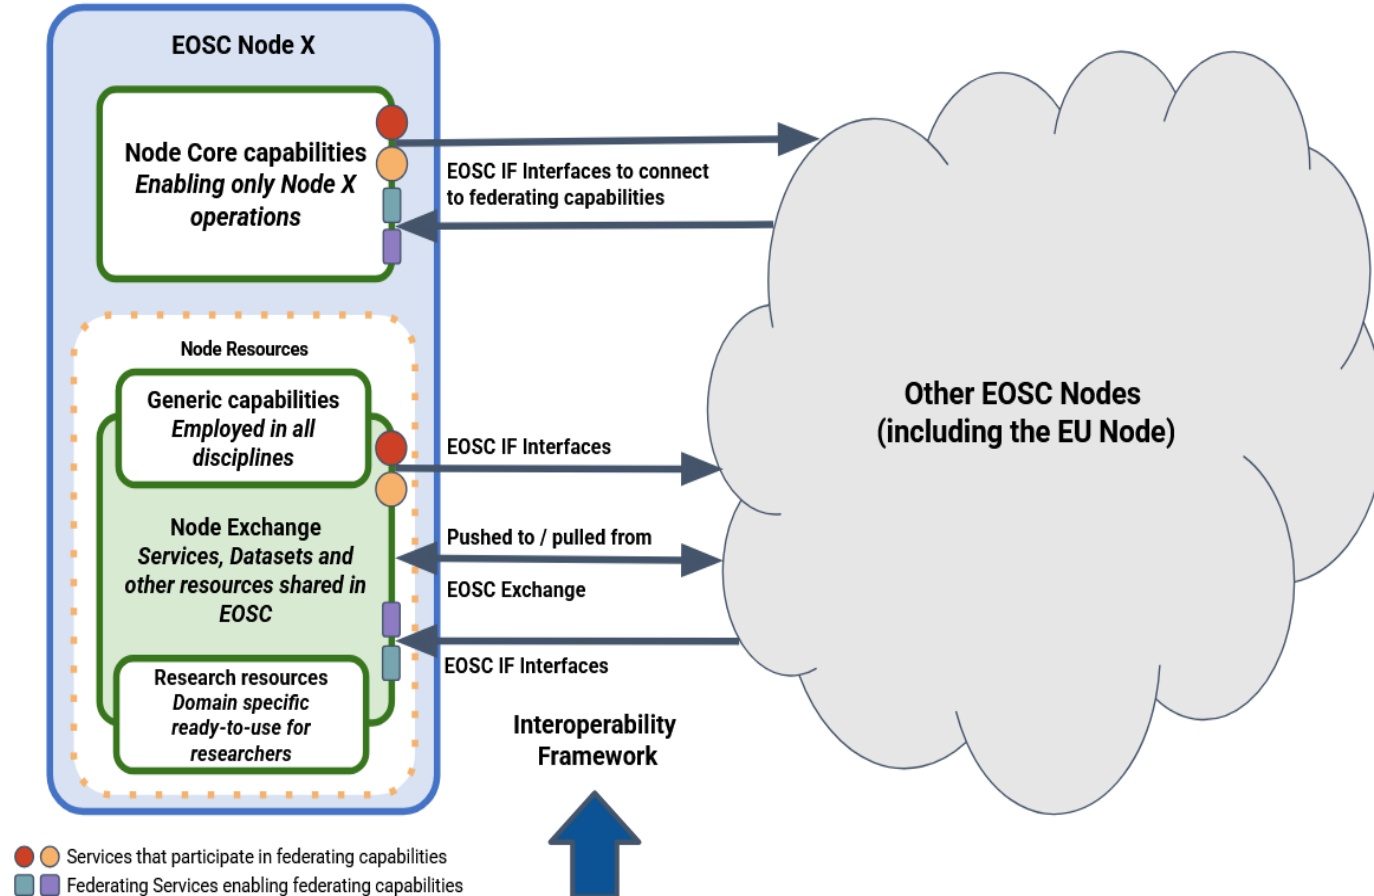 EOSC Node X
Node Core capabilities
Enabling only Node X
operations
EOSC IF Interfaces to connect
to federating capabilities
Node Resources
Generic capabilities
Employed in all
disciplines
EOSC IF Interfaces
Node Exchange
Services, Datasets and
other resources shared in
EOSC
Pushed to / pulled from
EOSC Exchange
EOSC IF Interfaces
Research resources
Domain specific
ready-to-use for
researchers
Other EOSC Nodes
(including the EU Node)
Interoperability
Framework
Services that participate in federating capabilities
Federating Services enabling federating capabilities